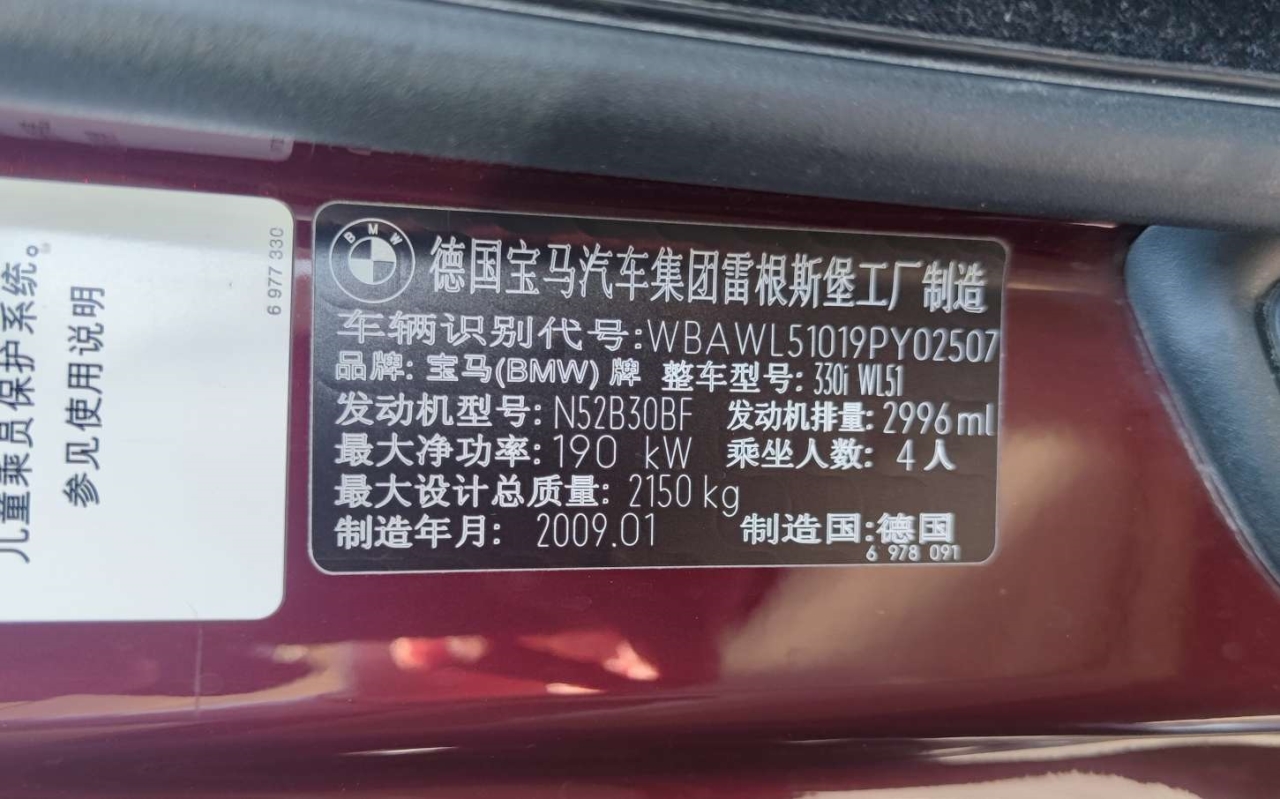 儿童乘员保护系统。
参见使用说明
6 977 330
BMW
德国宝马汽车集团雷根斯堡工厂制造
车辆识别代号:WBAWL51019PY02507
品牌: 宝马(BMW)牌 整车型号: 330i WL51
发动机型号: N52B30BF 发动机排量: 2996 ml
最大净功率: 190 kW 乘坐人数: 4 人
最大设计总质量: 2150 kg
制造年月: 2009.01 制造国:德国
6 978 091